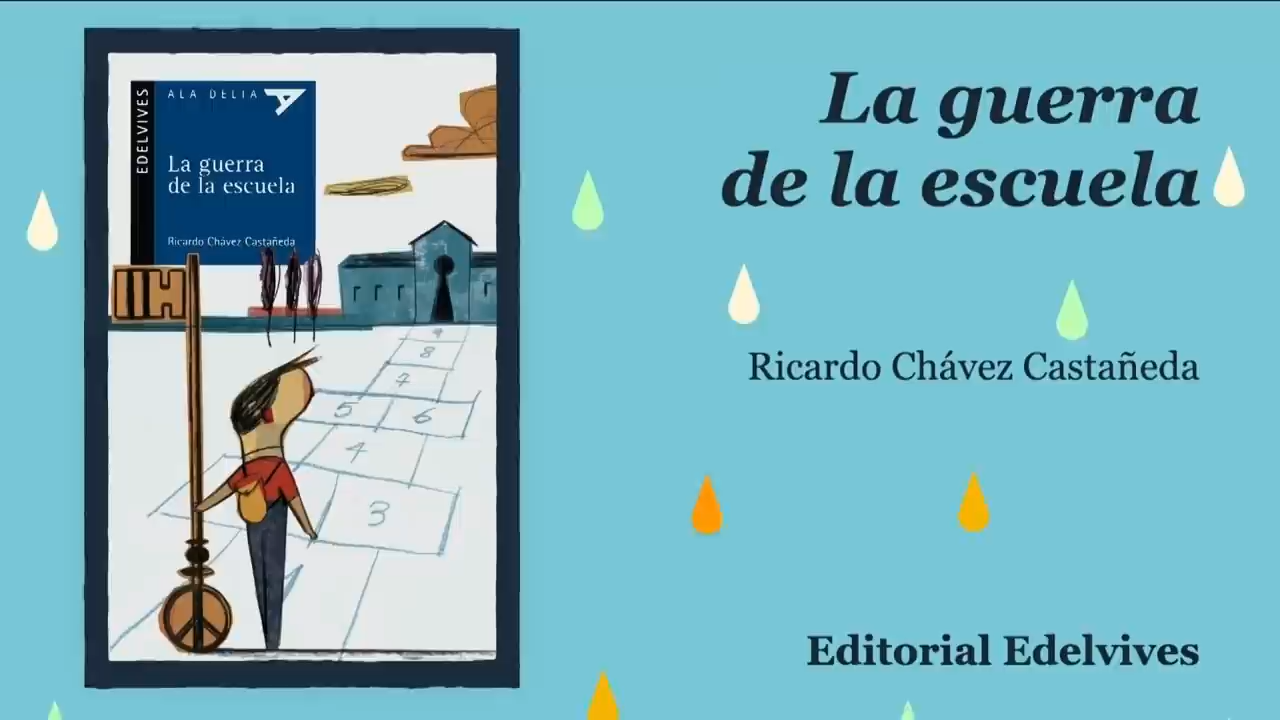 EDELVIVES
ALA DELTA
La guerra
de la escuela
Ricardo Chávez Castañeda
9
8
7
5 6
4
3
La guerra
de la escuela
Ricardo Chávez Castañeda
Editorial Edelvives